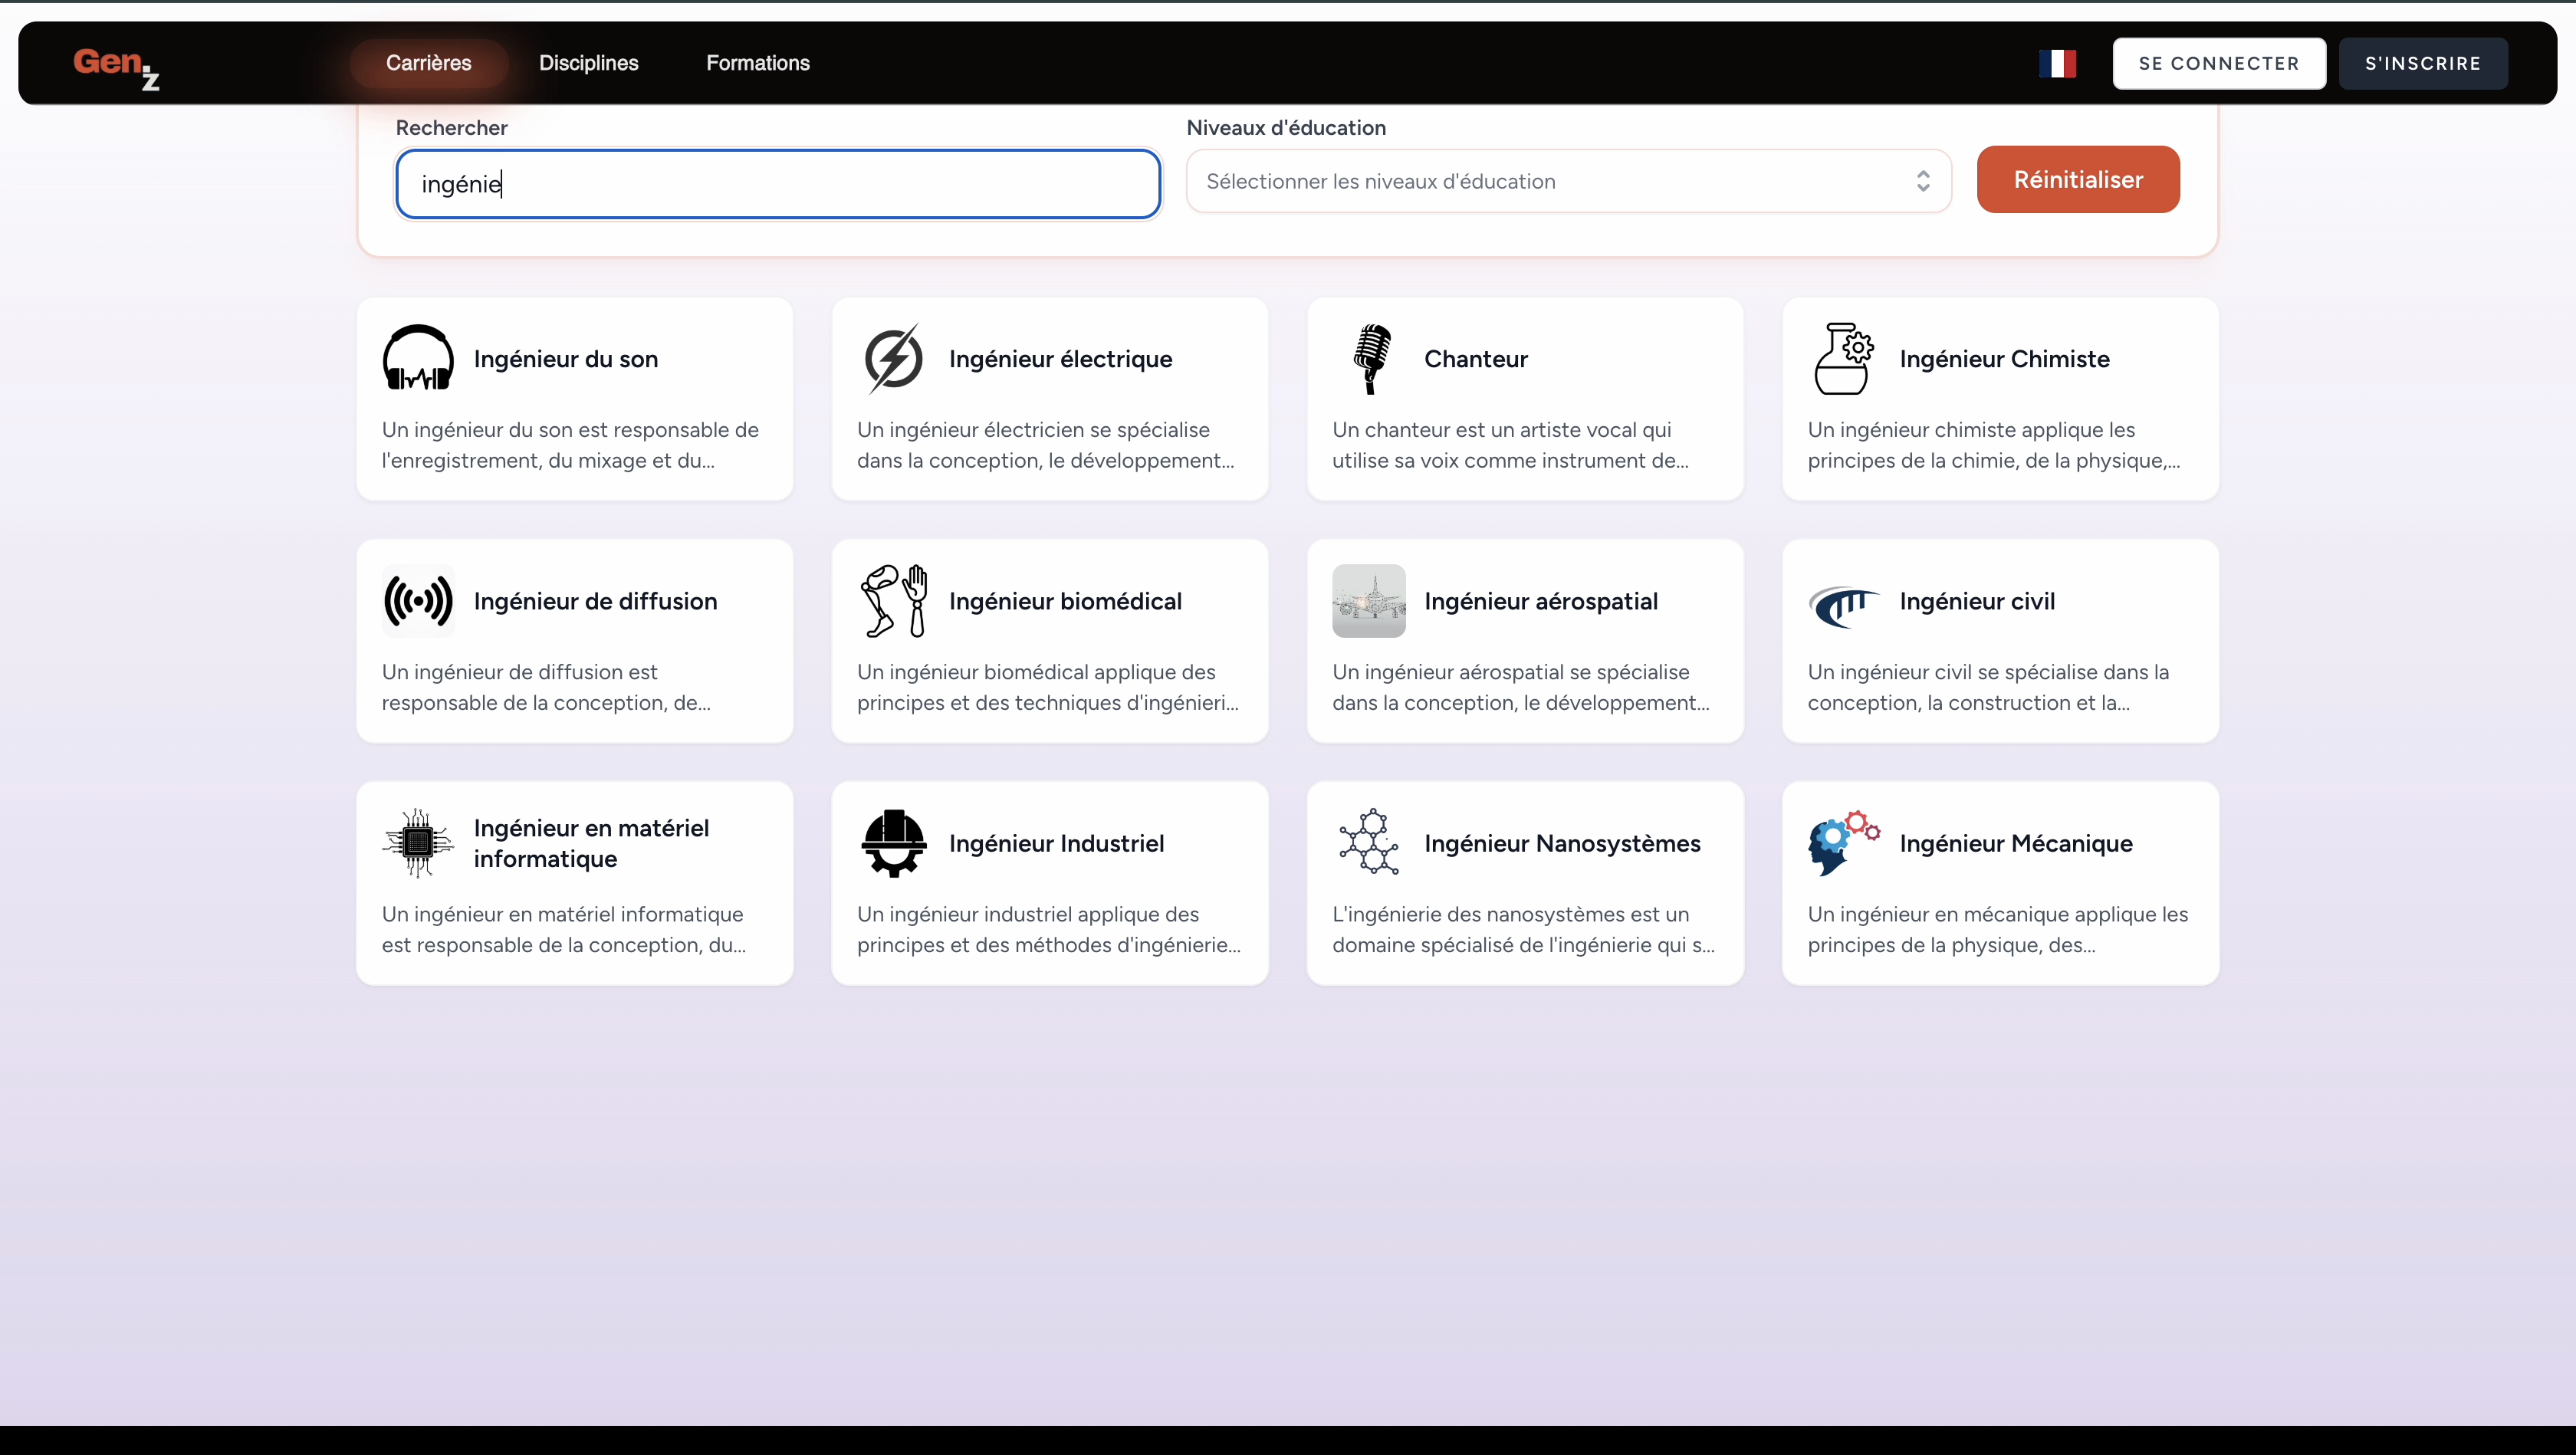 Gen.z
Carrières
Disciplines
Formations
SE CONNECTER
S'INSCRIRE
Rechercher
Niveaux d'éducation
ingénie
Sélectionner les niveaux d'éducation
Réinitialiser
Ingénieur du son
Un ingénieur du son est responsable de
l'enregistrement, du mixage et du...
Ingénieur électrique
Un ingénieur électricien se spécialise
dans la conception, le développement...
Chanteur
Un chanteur est un artiste vocal qui
utilise sa voix comme instrument de...
Ingénieur Chimiste
Un ingénieur chimiste applique les
principes de la chimie, de la physique,...
Ingénieur de diffusion
Un ingénieur de diffusion est
responsable de la conception, de...
Ingénieur biomédical
Un ingénieur biomédical applique des
principes et des techniques d'ingénieri...
Ingénieur aérospatial
Un ingénieur aérospatial se spécialise
dans la conception, le développement...
Ingénieur civil
Un ingénieur civil se spécialise dans la
conception, la construction et la...
Ingénieur en matériel
informatique
Un ingénieur en matériel informatique
est responsable de la conception, du...
Ingénieur Industriel
Un ingénieur industriel applique des
principes et des méthodes d'ingénierie...
Ingénieur Nanosystèmes
L'ingénierie des nanosystèmes est un
domaine spécialisé de l'ingénierie qui s...
Ingénieur Mécanique
Un ingénieur en mécanique applique les
principes de la physique, des...